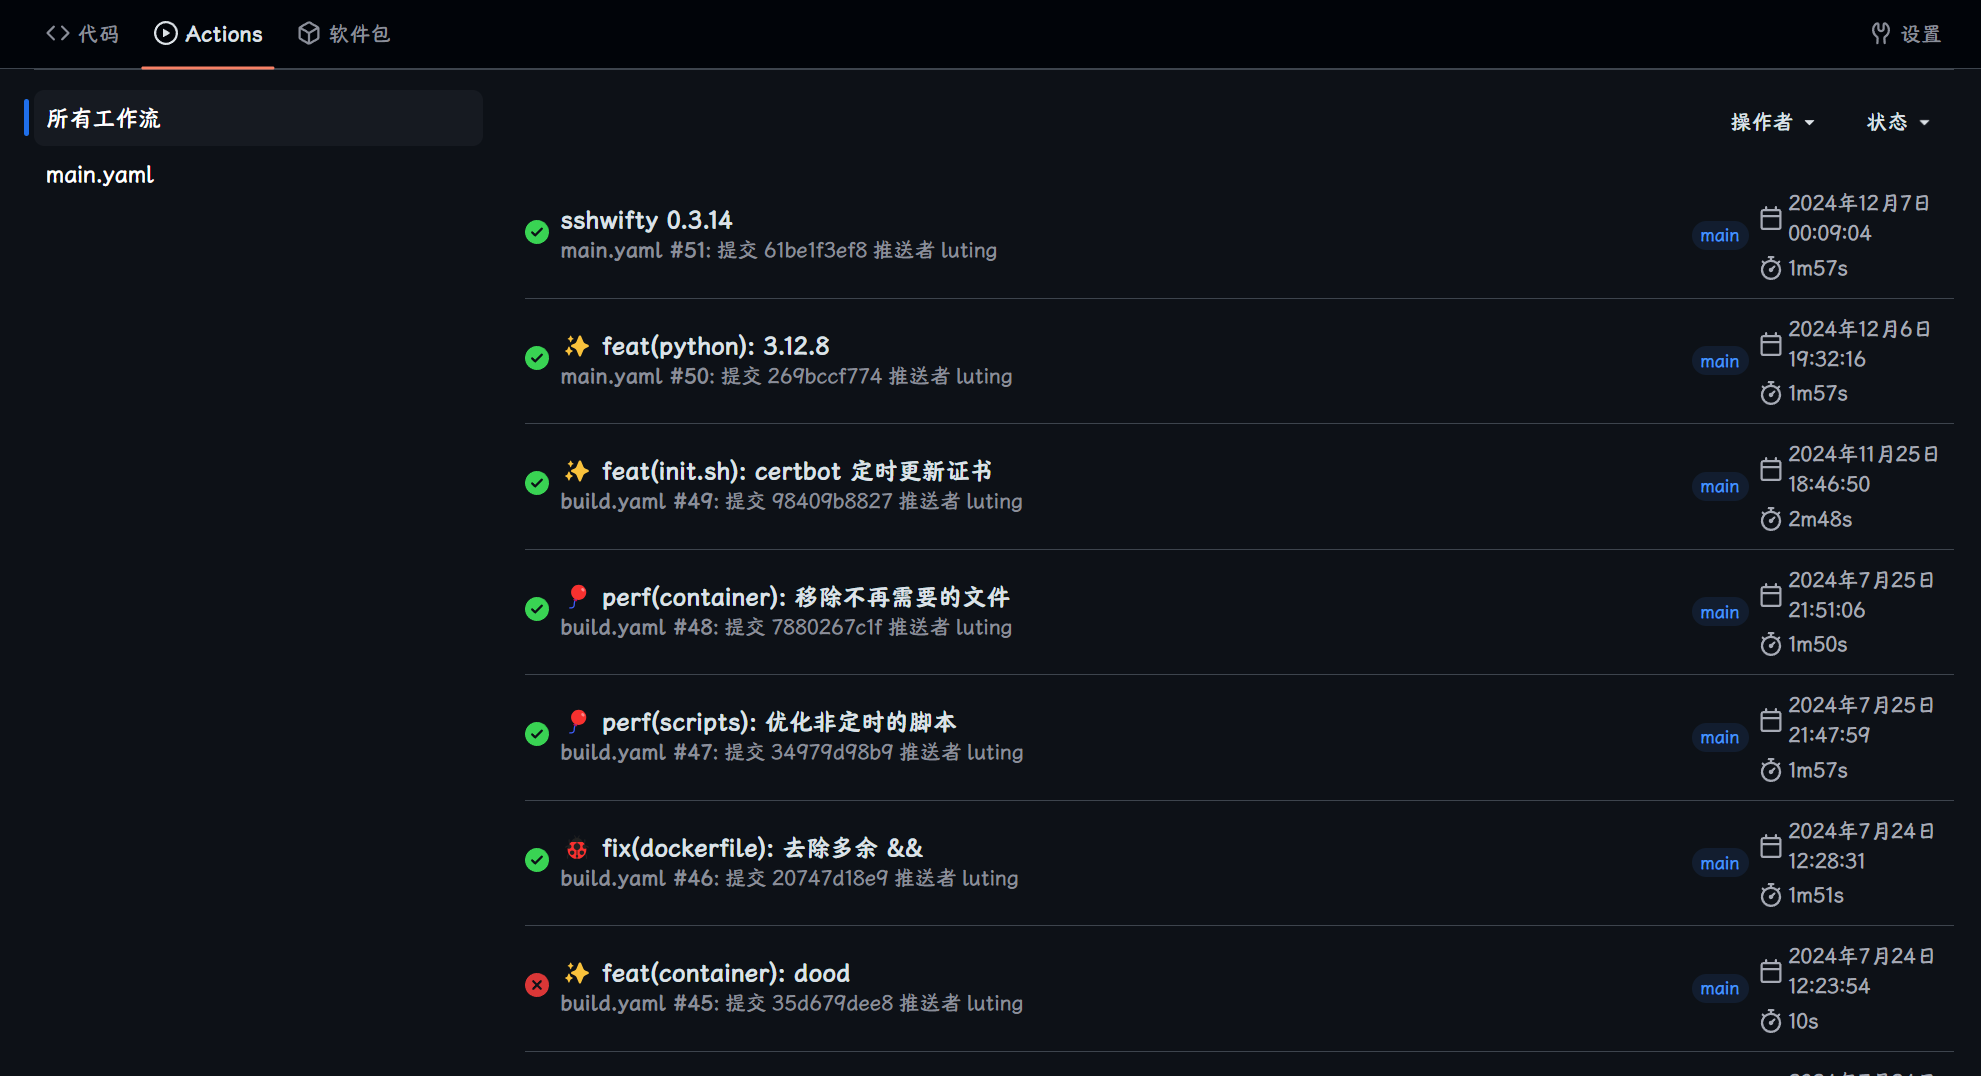 代码
Actions
软件包
设置
所有工作流
main.yaml
操作者
状态
sshwifty 0.3.14
main.yaml #51: 提交 61be1f3ef8 推送者 luting
main
2024年12月7日
00:09:04
1m57s
✨ feat(python): 3.12.8
main.yaml #50: 提交 269bccf774 推送者 luting
main
2024年12月6日
19:32:16
1m57s
✨ feat(init.sh): certbot 定时更新证书
build.yaml #49: 提交 98409b8827 推送者 luting
main
2024年11月25日
18:46:50
2m48s
🎈 perf(container): 移除不再需要的文件
build.yaml #48: 提交 7880267c1f 推送者 luting
main
2024年7月25日
21:51:06
1m50s
🎈 perf(scripts): 优化非定时的脚本
build.yaml #47: 提交 34979d98b9 推送者 luting
main
2024年7月25日
21:47:59
1m57s
🐞 fix(dockerfile): 去除多余 &&
build.yaml #46: 提交 20747d18e9 推送者 luting
main
2024年7月24日
12:28:31
1m51s
✨ feat(container): dood
build.yaml #45: 提交 35d679dee8 推送者 luting
main
2024年7月24日
12:23:54
10s